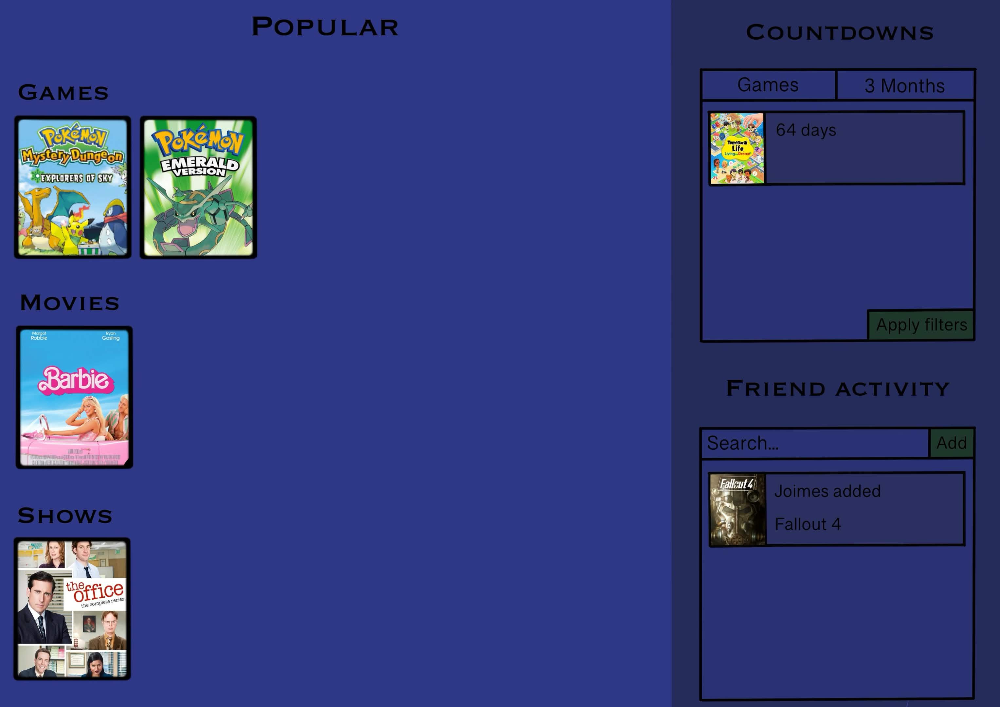 Popular
Games
Pokémon
Mystery Dungeon
EXPLORERS OF SKY
Pokémon
EMERALD
VERSION
Movies
Margot
Robbie
Ryan
Gosling
Barbie
Shows
the
office
the complete series
Countdowns
Games
3 Months
TOMODACHI
Life
Living the Dream
64 days
Apply filters
Friend activity
Search...
Add
Fallout 4
Joimes added
Fallout 4